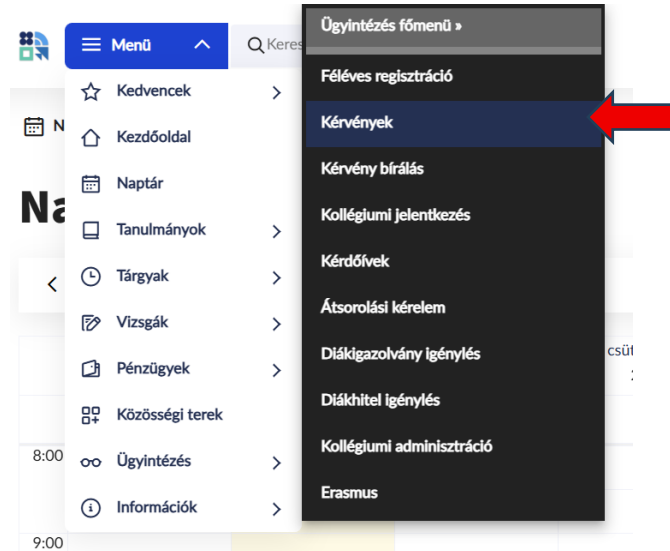 Menü
Keres
Kedvencek
Kezdőoldal
Naptár
Tanulmányok
Tárgyak
Vizsgák
Pénzügyek
Közösségi terek
Ügyintézés
Információk
Ügyintézés főmenü »
Féléves regisztráció
Kérvények
Kérvény bírálás
Kollégiumi jelentkezés
Kérdőívek
Átsorolási kérelem
Diákigazolvány igénylés
Diákhitel igénylés
Kollégiumi adminisztráció
Erasmus
N
Na
csüt
8:00
9:00